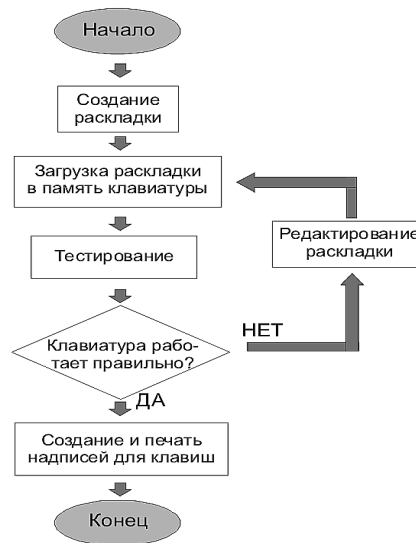 Начало
Создание
раскладки
Загрузка раскладки
в память клавиатуры
Редактирование
раскладки
Тестирование
НЕТ
Клавиатура рабо-
тает правильно?
ДА
Создание и печать
надписей для клавиш
Конец